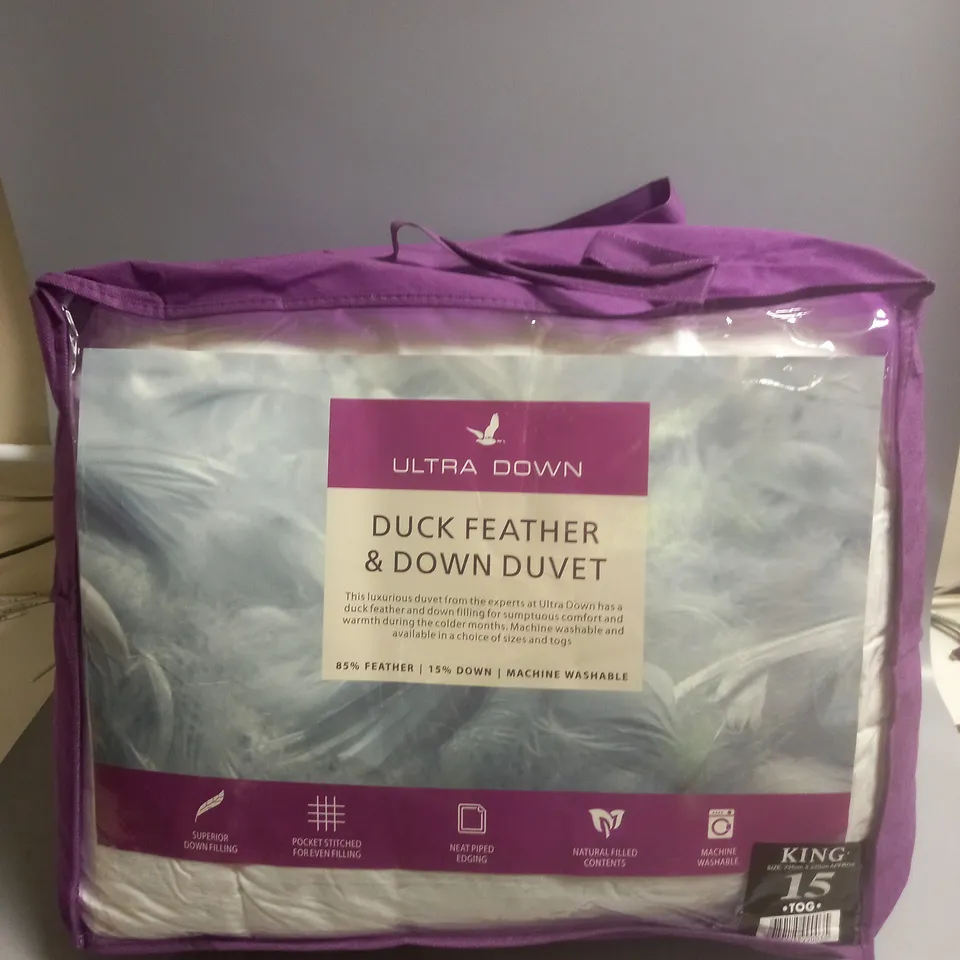 ULTRA DOWN
DUCK FEATHER
& DOWN DUVET
This luxurious duvet from the experts at Ultra Down has a
duck feather and down filling for sumptuous comfort and
warmth during the colder months. Machine washable and
available in a choice of sizes and togs
85% FEATHER | 15% DOWN | MACHINE WASHABLE
SUPERIOR
DOWN FILLING
POCKET STITCHED
FOR EVEN FILLING
NEAT PIPED
EDGING
NATURAL FILLED
CONTENTS
MACHINE
WASHABLE
KING
SIZE:
15
•TOG•